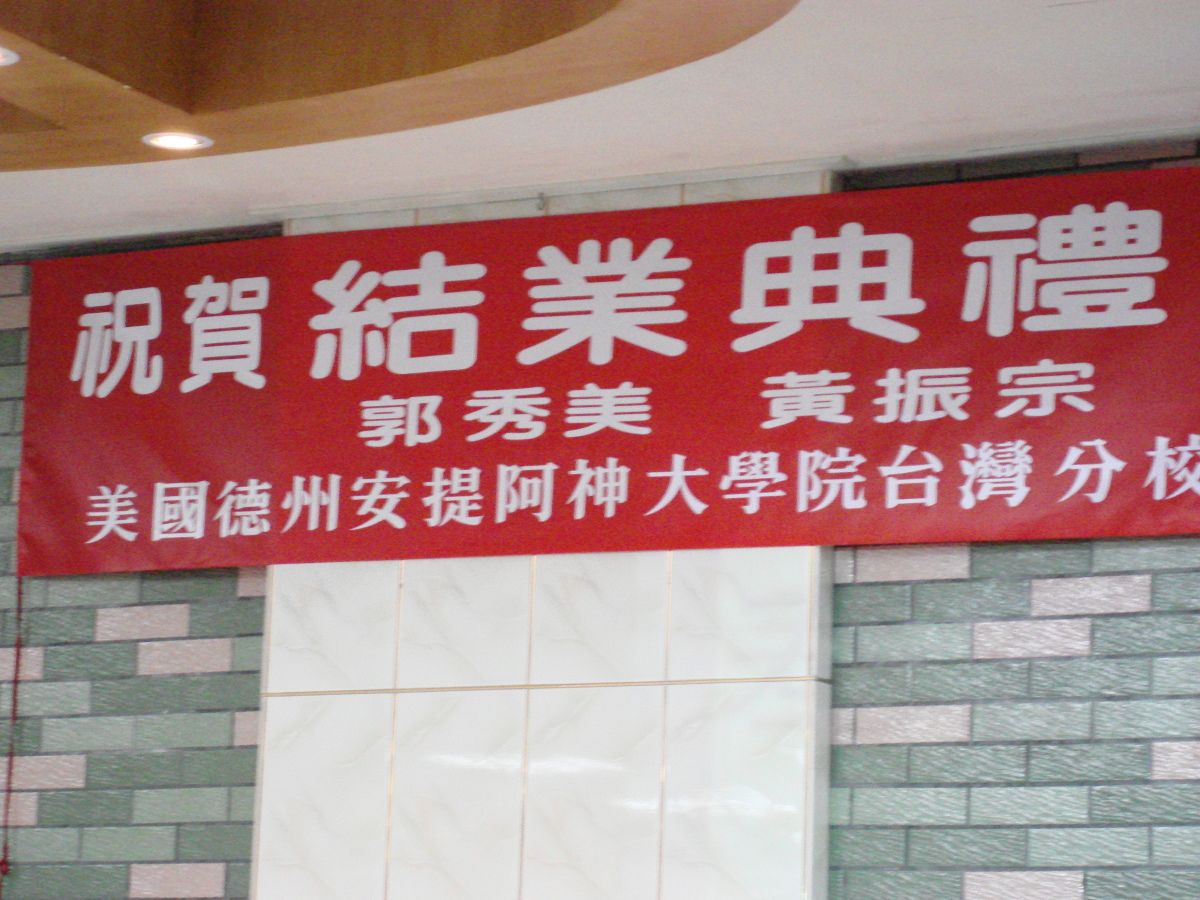 祝賀結業典禮
郭秀美 黃振宗
美國德州安提阿神大學院台灣分校